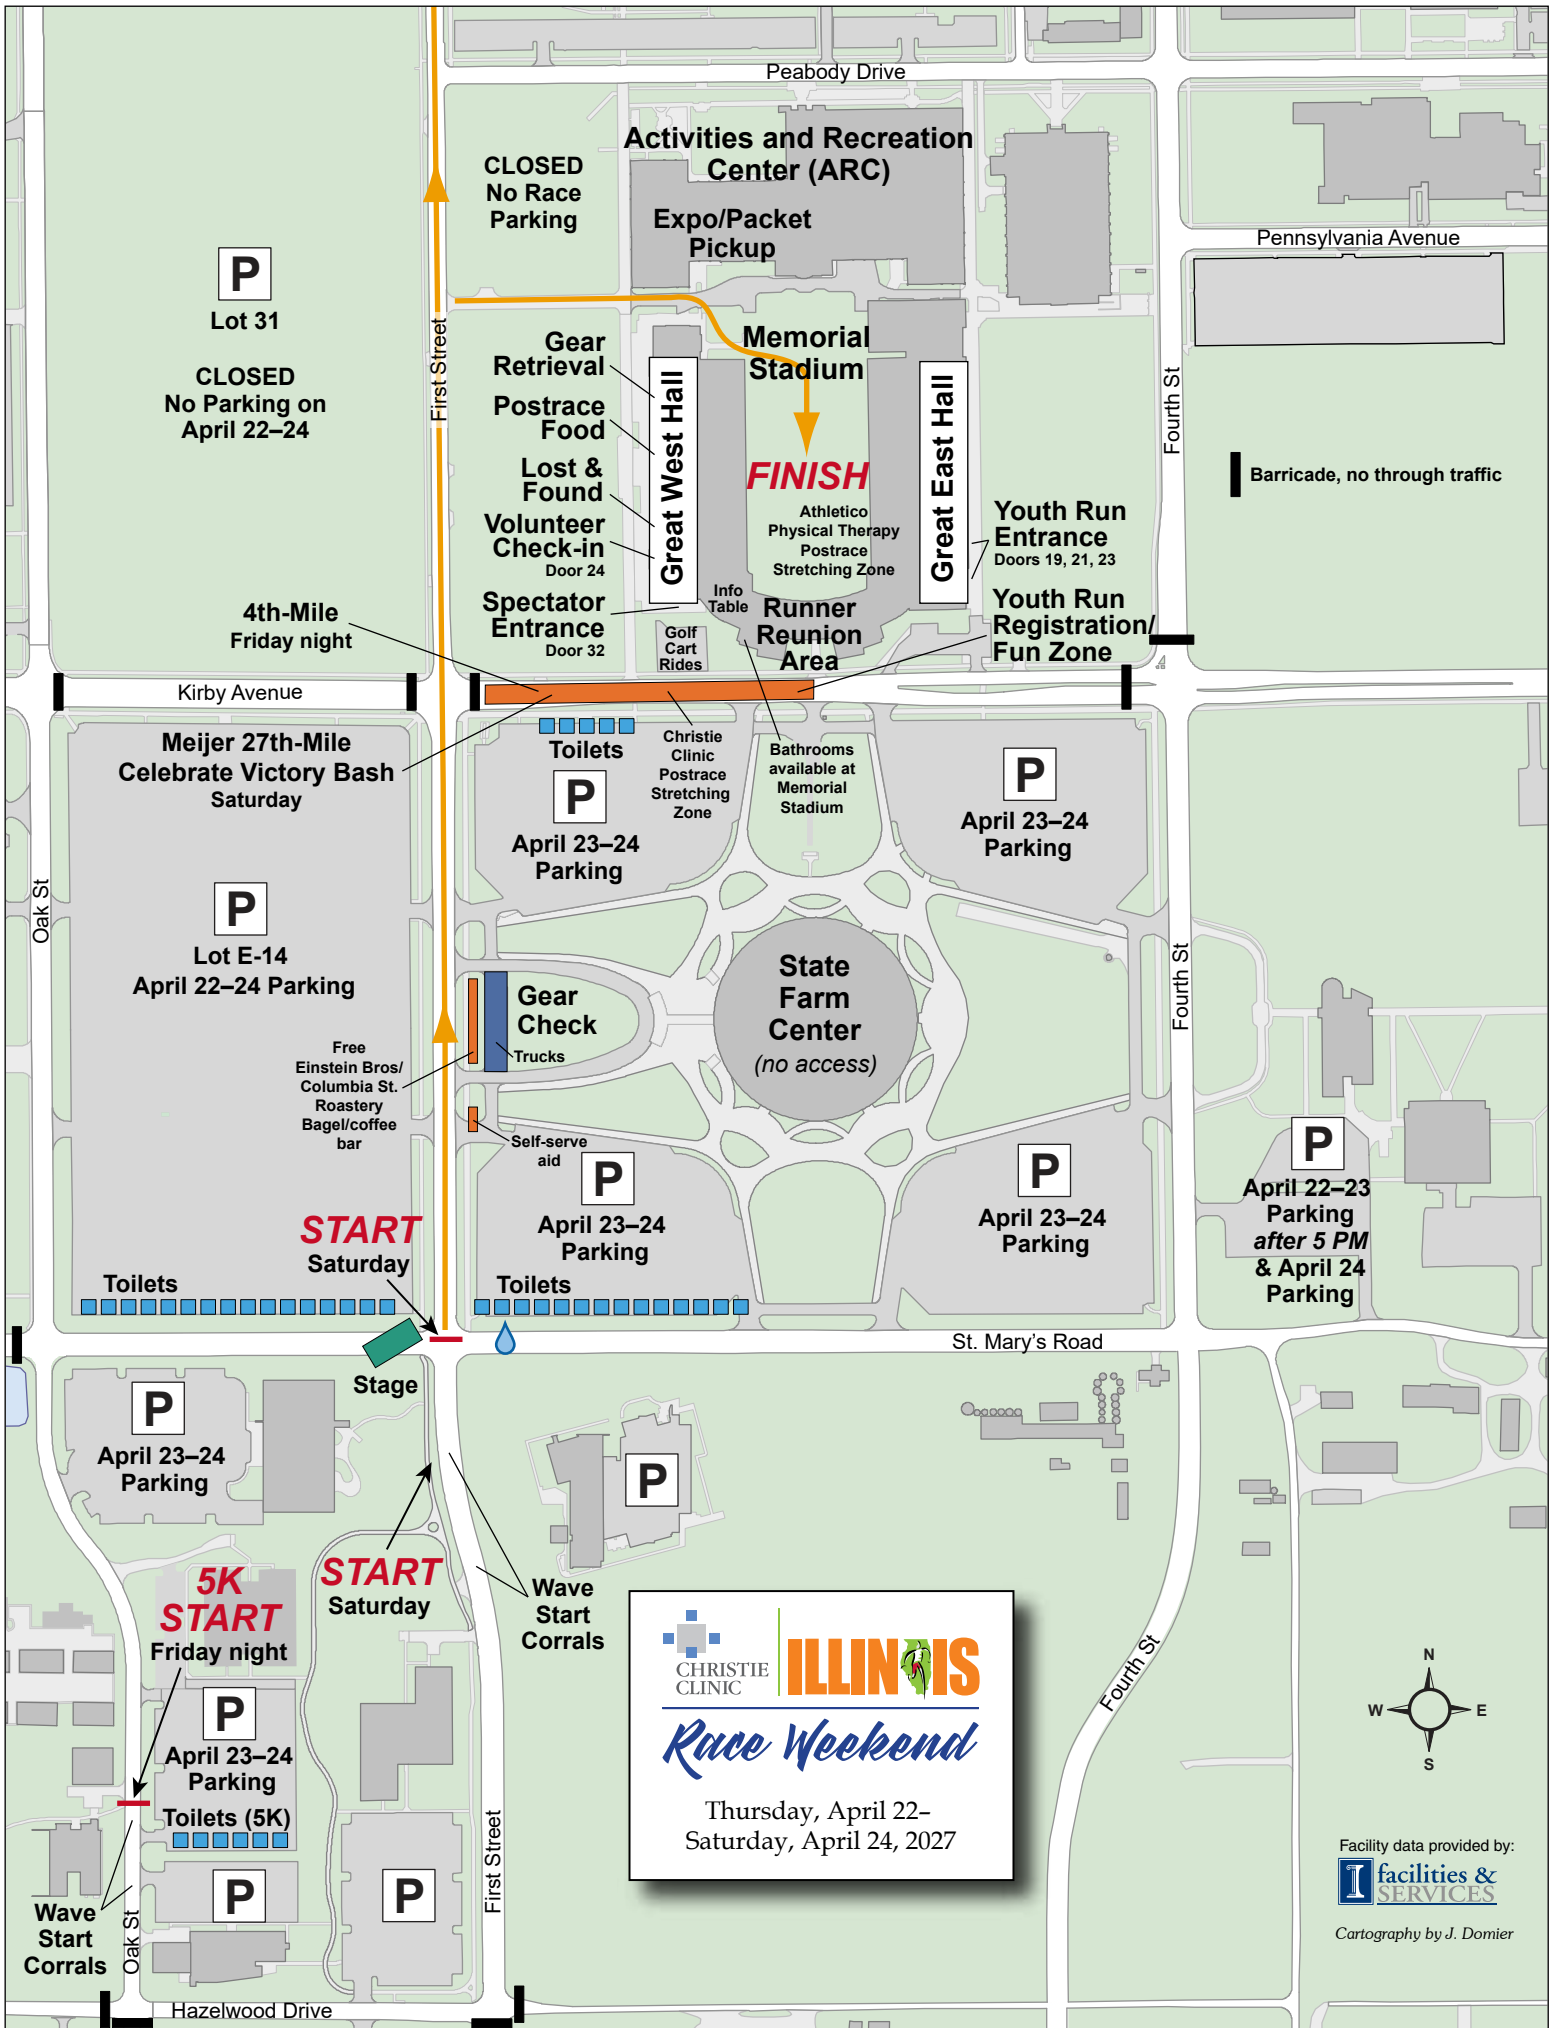 Peabody Drive
Activities and Recreation
Center (ARC)
CLOSED
No Race
Parking
Expo/Packet
Pickup
Pennsylvania Avenue
P
Lot 31
CLOSED
No Parking on
April 22–24
First Street
Gear
Retrieval
Postrace
Food
Lost &
Found
Volunteer
Check-in
Door 24
Spectator
Entrance
Door 32
Great West Hall
Memorial
Stadium
FINISH
Athletico
Physical Therapy
Postrace
Stretching Zone
Great East Hall
Fourth St
Barricade, no through traffic
Youth Run
Entrance
Doors 19, 21, 23
Youth Run
Registration/
Fun Zone
Info
Table
Runner
Reunion
Area
Golf
Cart
Rides
4th-Mile
Friday night
Kirby Avenue
Meijer 27th-Mile
Celebrate Victory Bash
Saturday
Toilets
P
April 23–24
Parking
Christie
Clinic
Postrace
Stretching
Zone
Bathrooms
available at
Memorial
Stadium
P
April 23–24
Parking
Oak St
P
Lot E-14
April 22–24 Parking
Gear
Check
Trucks
State
Farm
Center
(no access)
Fourth St
Free
Einstein Bros/
Columbia St.
Roastery
Bagel/coffee
bar
Self-serve
aid
P
April 23–24
Parking
P
April 23–24
Parking
P
April 22–23
Parking
after 5 PM
& April 24
Parking
START
Saturday
Toilets
Toilets
St. Mary's Road
Stage
P
April 23–24
Parking
P
START
Saturday
5K
START
Friday night
Wave
Start
Corrals
P
April 23–24
Parking
Toilets (5K)
P
P
Wave
Start
Corrals
Oak St
First Street
Hazelwood Drive
CHRISTIE
CLINIC
ILLINOIS
Race Weekend
Thursday, April 22–
Saturday, April 24, 2027
Fourth St
N
W
E
S
Facility data provided by:
I
facilities &
SERVICES
Cartography by J. Domier